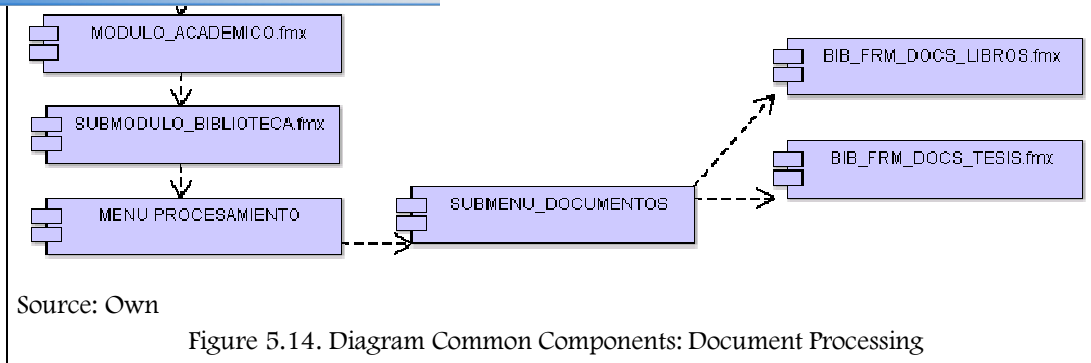 MODULO_ACADEMICO.fmx
SUBMODULO_BIBLIOTECA.fmx
MENU PROCESAMIENTO
SUBMENU_DOCUMENTOS
BIB_FRM_DOCS_LIBROS.fmx
BIB_FRM_DOCS_TESIS.fmx
Source: Own
Figure 5.14. Diagram Common Components: Document Processing